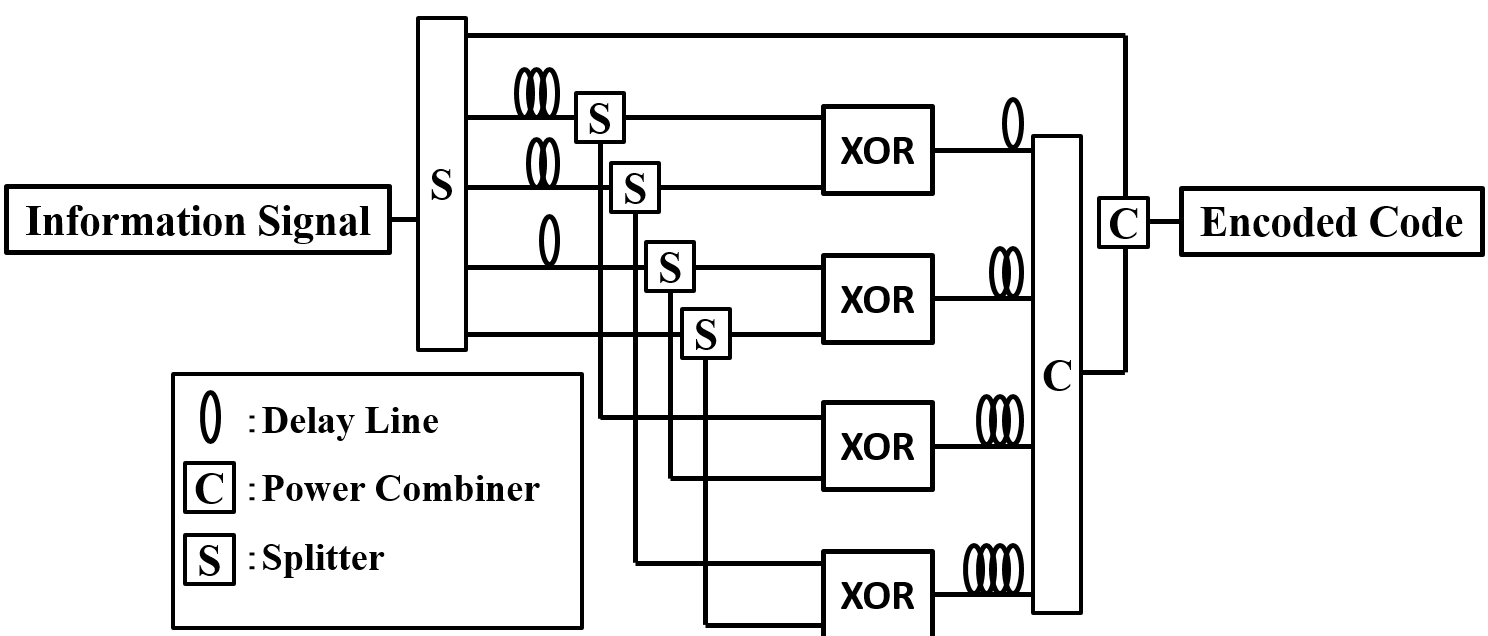 S
S
XOR
S
Information Signal
S
C
Encoded Code
S
XOR
S
C
: Delay Line
XOR
C : Power Combiner
S : Splitter
XOR